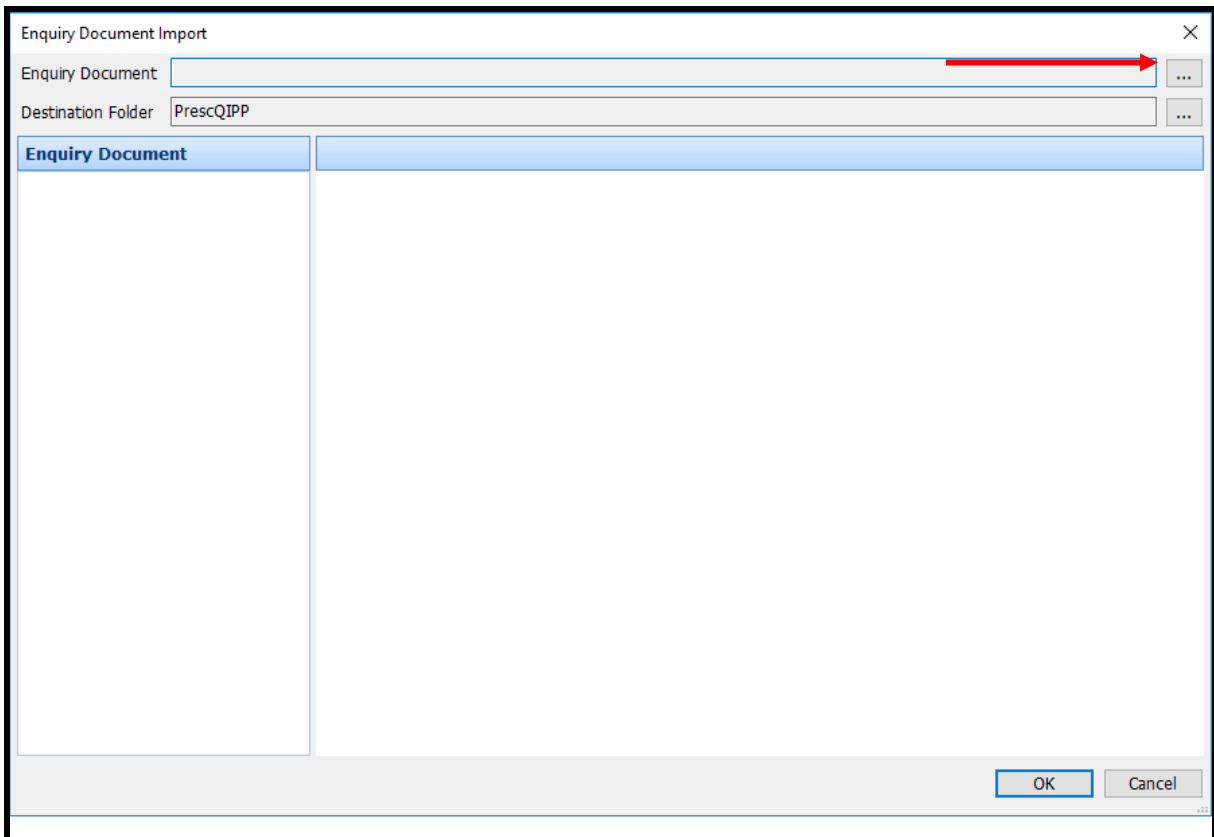 Enquiry Document Import
Enquiry Document ...
Destination Folder PrescQIPP ...
Enquiry Document
OK Cancel